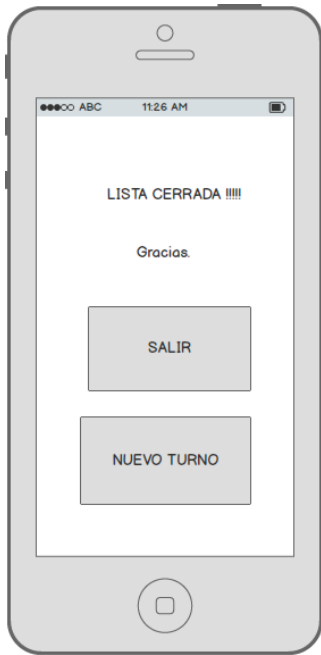 ABC 11:26 AM
LISTA CERRADA !!!!!
Gracias.
SALIR
NUEVO TURNO